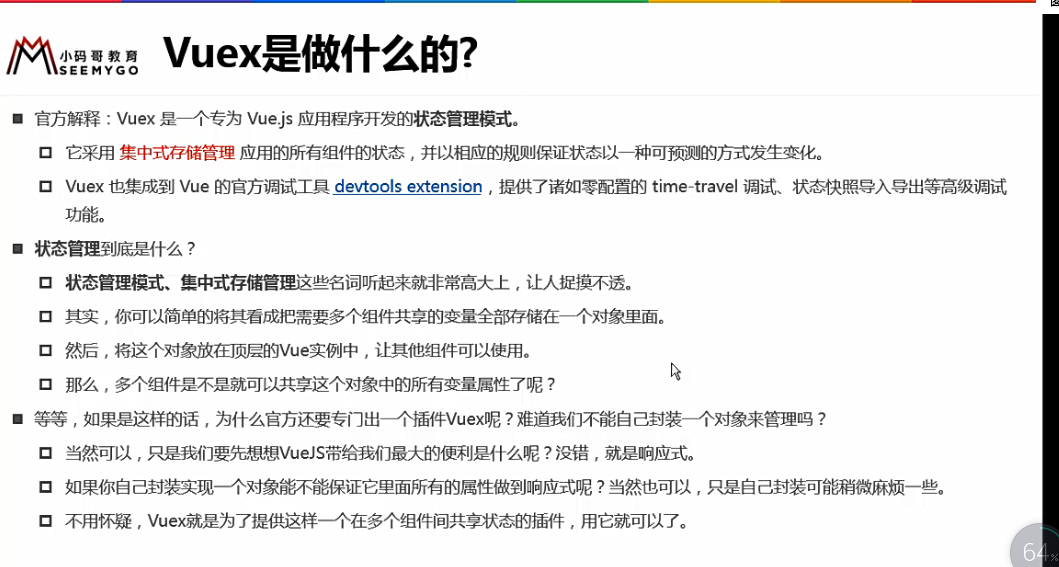 小码哥教育
SEEMYGO
Vuex是做什么的?
官方解释：Vuex 是一个专为 Vue.js 应用程序开发的状态管理模式。
它采用 集中式存储管理 应用的所有组件的状态，并以相应的规则保证状态以一种可预测的方式发生变化。
Vuex 也集成到 Vue 的官方调试工具 devtools extension，提供了诸如零配置的 time-travel 调试、状态快照导入导出等高级调试
功能。
状态管理到底是什么？
状态管理模式、集中式存储管理这些名词听起来就非常高大上，让人捉摸不透。
其实，你可以简单的将其看成把需要多个组件共享的变量全部存储在一个对象里面。
然后，将这个对象放在顶层的Vue实例中，让其他组件可以使用。
那么，多个组件是不是就可以共享这个对象中的所有变量属性了呢？
等等，如果是这样的话，为什么官方还要专门出一个插件Vuex呢？难道我们不能自己封装一个对象来管理吗？
当然可以，只是我们要先想想VueJS带给我们最大的便利是什么呢？没错，就是响应式。
如果你自己封装实现一个对象能不能保证它里面所有的属性做到响应式呢？当然也可以，只是自己封装可能稍微麻烦一些。
不用怀疑，Vuex就是为了提供这样一个在多个组件间共享状态的插件，用它就可以了。
64%